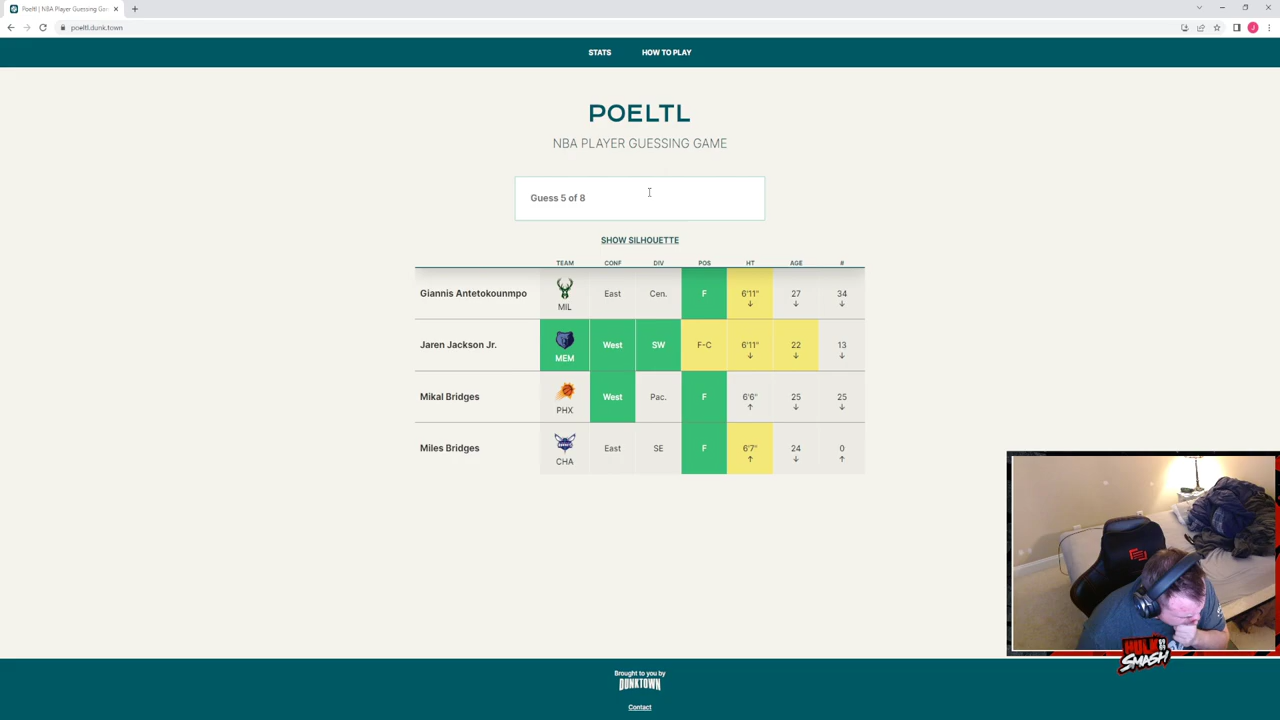 Poeltl | NBA Player Guessing Ga
poeltl.dunk.town
J
STATS HOW TO PLAY
POELTL
NBA PLAYER GUESSING GAME
Guess 5 of 8
SHOW SILHOUETTE
TEAM CONF DIV POS HT AGE #
Giannis Antetokounmpo MIL East Cen. F 6'11" ↓ 27 ↓ 34 ↓
Jaren Jackson Jr. MEM West SW F-C 6'11" ↓ 22 ↓ 13 ↓
Mikal Bridges PHX West Pac. F 6'6" ↑ 25 ↓ 25 ↓
Miles Bridges CHA East SE F 6'7" ↑ 24 ↓ 0 ↑
HULK
SMASH
Brought to you by
DUNKTOWN
Contact